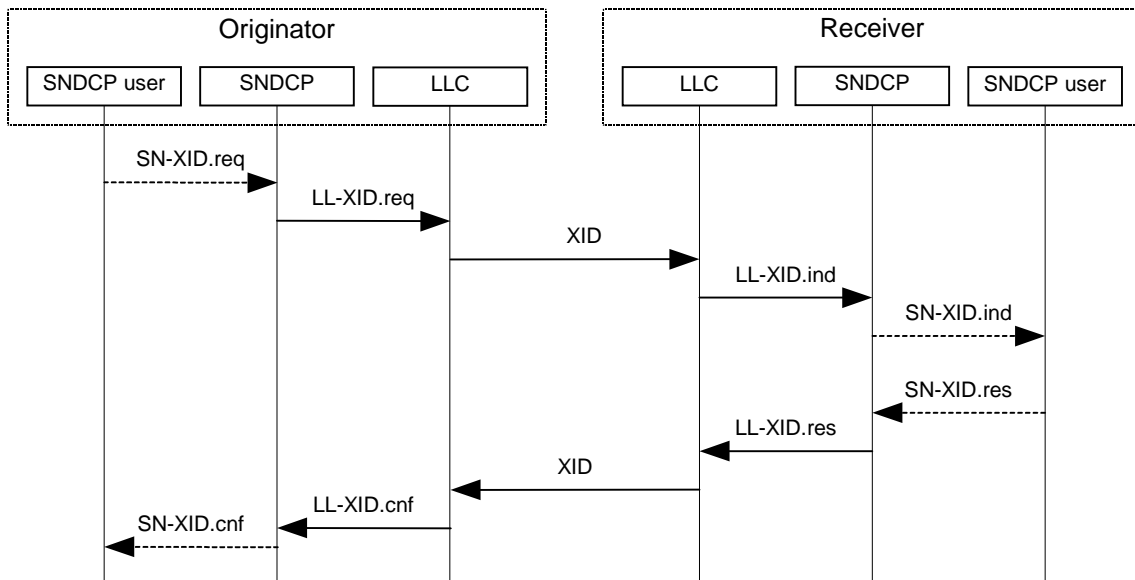 Originator
Receiver
SNDCP user
SNDCP
LLC
LLC
SNDCP
SNDCP user
SN-XID.req
LL-XID.req
XID
LL-XID.ind
SN-XID.ind
SN-XID.res
LL-XID.res
XID
LL-XID.cnf
SN-XID.cnf